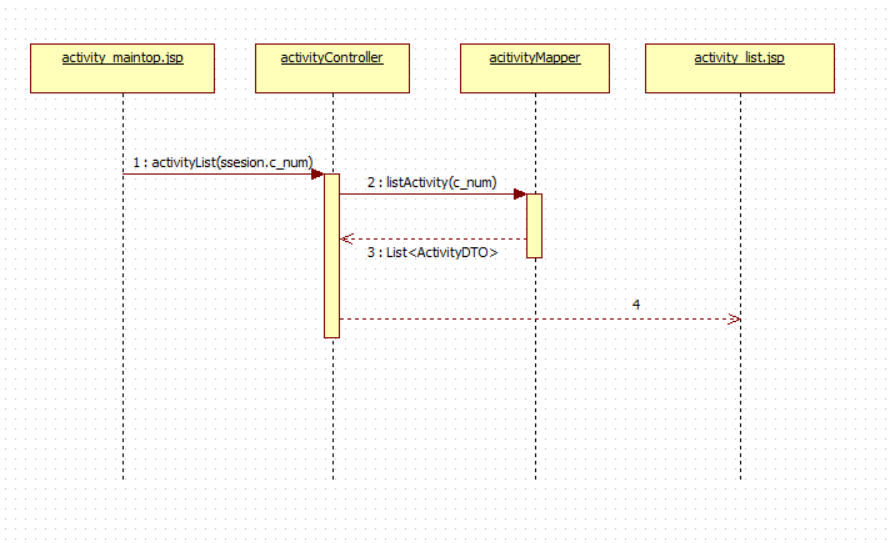 activity_maintop.jsp
activityController
acitivityMapper
activity_list.jsp
1 : activityList(ssesion.c_num)
2 : listActivity(c_num)
3 : List<ActivityDTO>
4